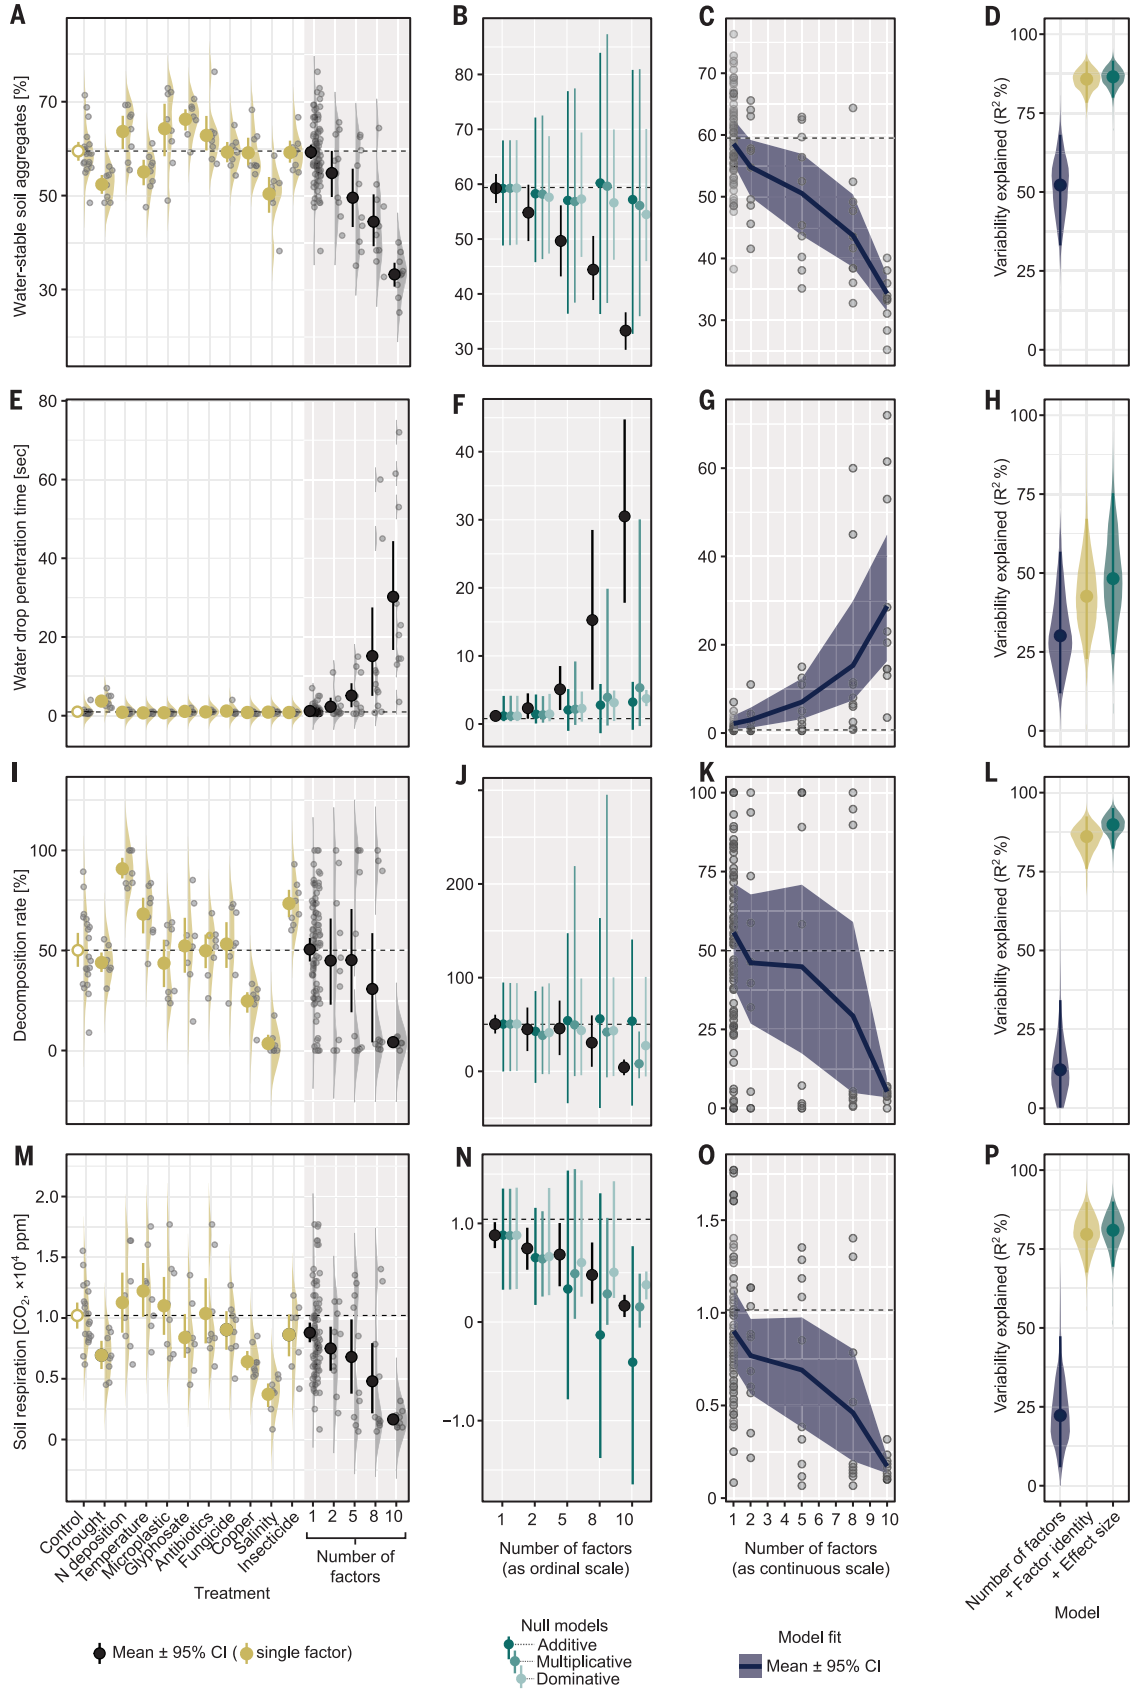 A
B
C
D
Water-stable soil aggregates [%]
70
50
30
90
80
70
60
50
40
30
70
60
50
40
30
Variability explained (R² %)
100
75
50
25
0
E
F
G
H
Water drop penetration time [sec]
80
60
40
20
0
40
30
20
10
0
60
40
20
0
Variability explained (R² %)
100
75
50
25
0
I
J
K
L
Decomposition rate [%]
100
50
0
200
100
0
100
75
50
25
0
Variability explained (R² %)
100
75
50
25
0
M
N
O
P
Soil respiration [CO₂, ×10⁴ ppm]
2.0
1.5
1.0
0.5
0
1.0
0
−1.0
1.5
1.0
0.5
0
Variability explained (R² %)
100
75
50
25
0
Control
Drought
N deposition
Temperature
Microplastic
Glyphosate
Antibiotics
Fungicide
Copper
Salinity
Insecticide
1 2 5 8 10
Number of
factors
Treatment
1 2 5 8 10
Number of factors
(as ordinal scale)
1 2 3 4 5 6 7 8 9 10
Number of factors
(as continuous scale)
Number of factors
+ Factor identity
+ Effect size
Model
Mean ± 95% CI ( single factor)
Null models
Additive
Multiplicative
Dominative
Model fit
Mean ± 95% CI